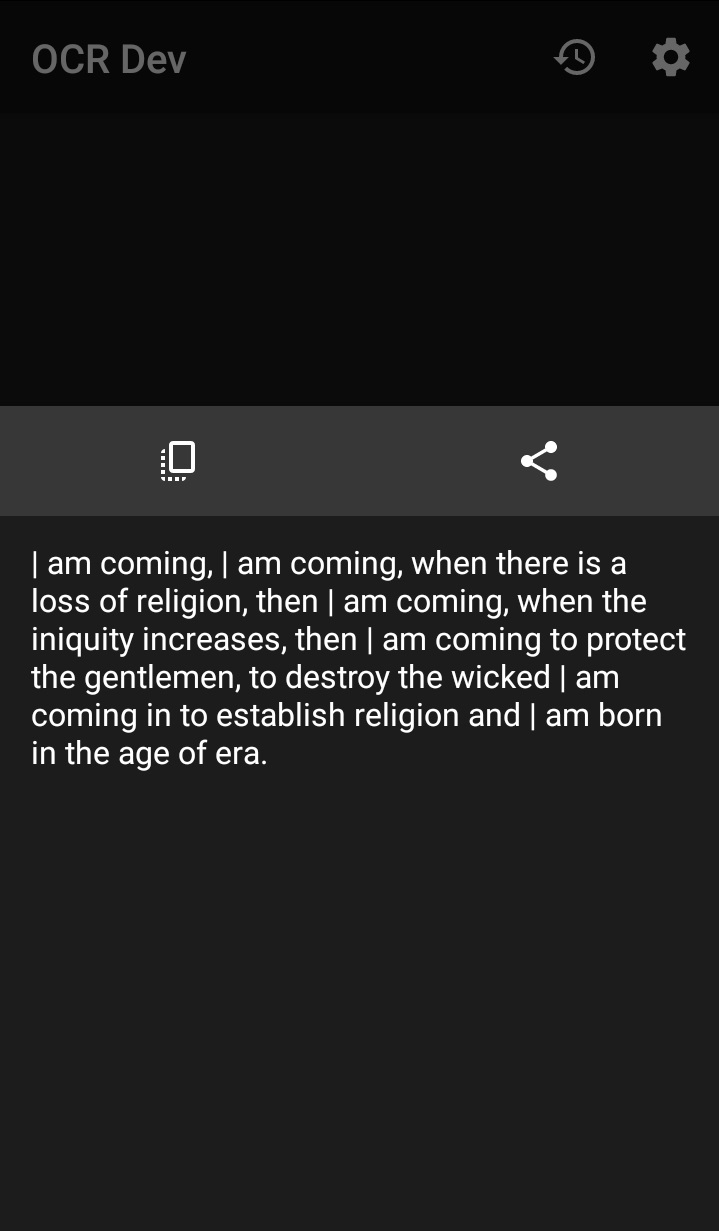 OCR Dev
| am coming, | am coming, when there is a
loss of religion, then | am coming, when the
iniquity increases, then | am coming to protect
the gentlemen, to destroy the wicked | am
coming in to establish religion and | am born
in the age of era.